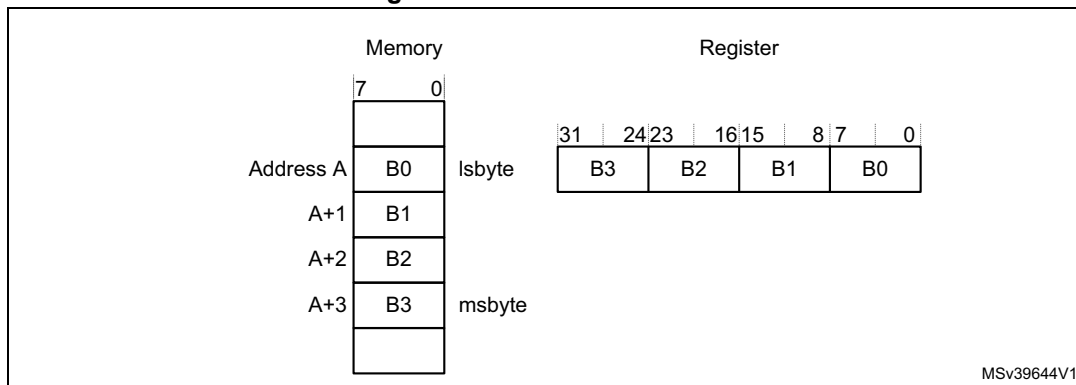 Memory Register
7 0
31 24 23 16 15 8 7 0
Address A B0 lsbyte B3 B2 B1 B0
A+1 B1
A+2 B2
A+3 B3 msbyte
MSv39644V1